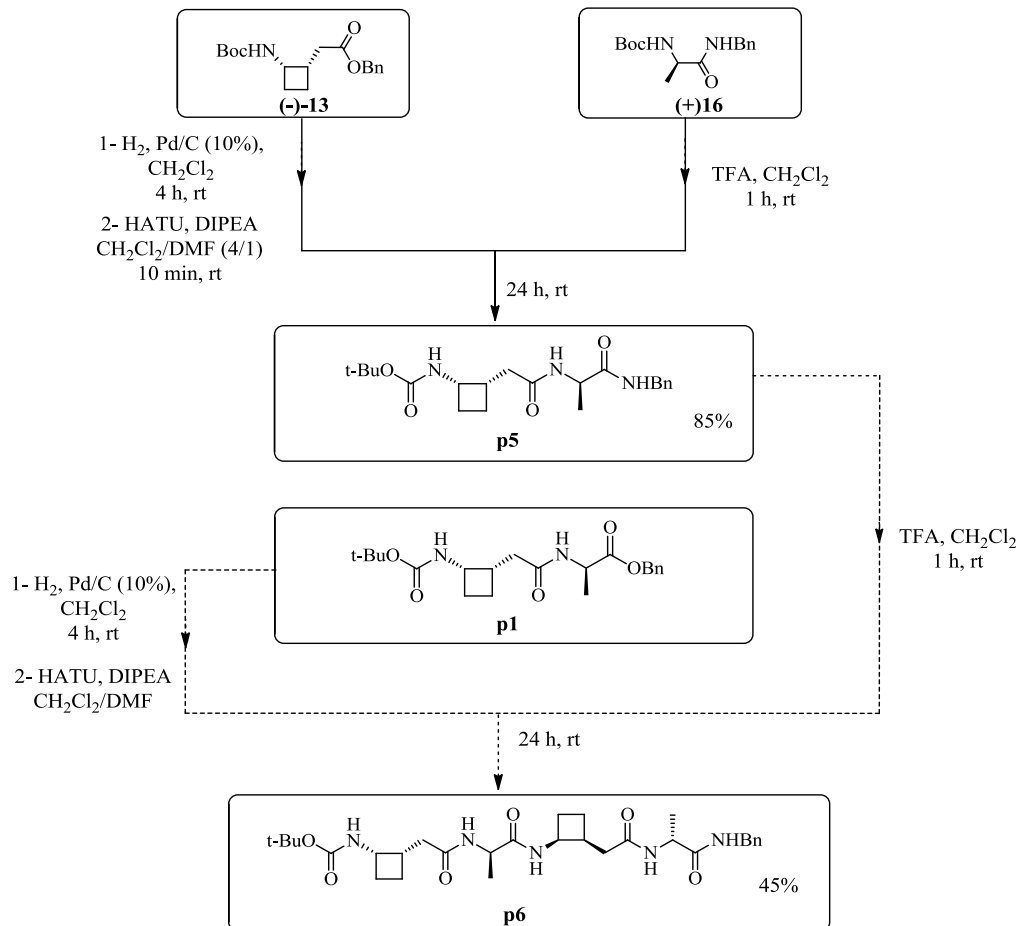 BocHN
O
OBn
(-)-13
BocHN
NHBn
O
(+)16
1- H₂, Pd/C (10%),
CH₂Cl₂
4 h, rt
2- HATU, DIPEA
CH₂Cl₂/DMF (4/1)
10 min, rt
TFA, CH₂Cl₂
1 h, rt
24 h, rt
t-BuO
O
H
N
O
H
N
O
NHBn
85%
p5
t-BuO
O
H
N
O
H
N
O
OBn
p1
TFA, CH₂Cl₂
1 h, rt
1- H₂, Pd/C (10%),
CH₂Cl₂
4 h, rt
2- HATU, DIPEA
CH₂Cl₂/DMF
24 h, rt
t-BuO
O
H
N
O
H
N
O
N
H
O
N
H
O
NHBn
45%
p6